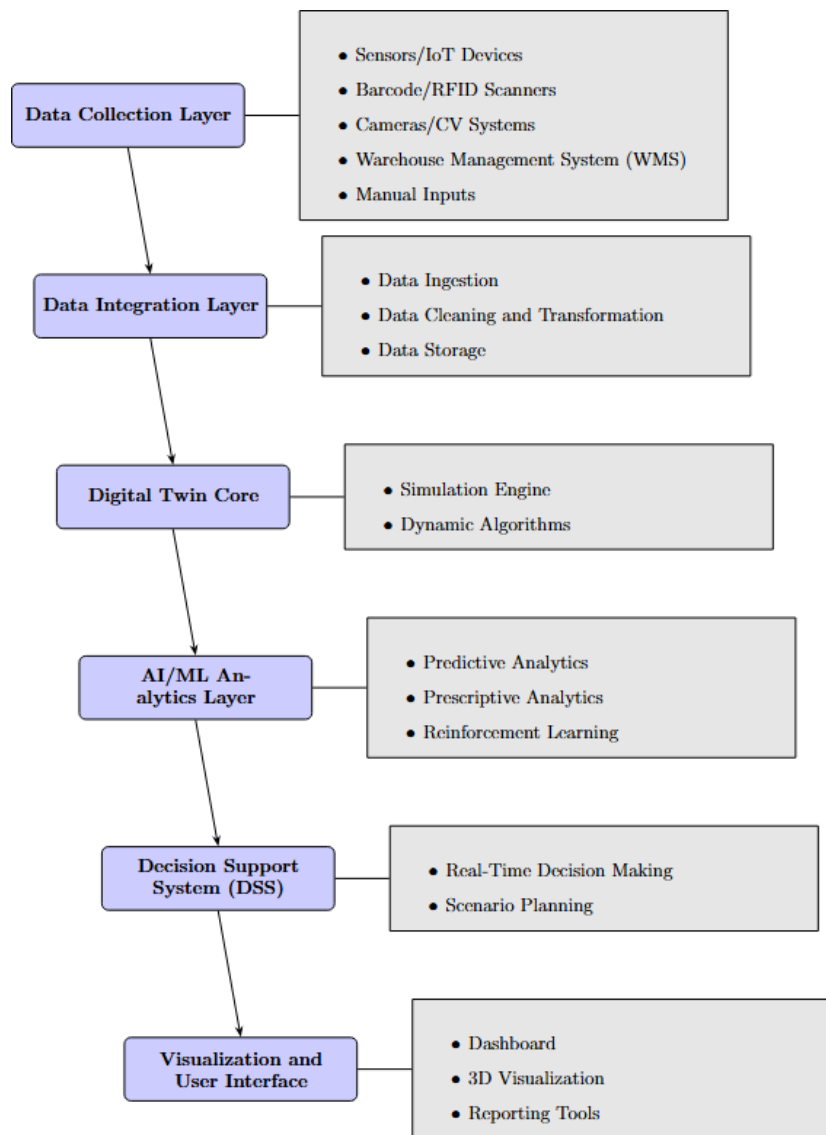 Data Collection Layer
• Sensors/IoT Devices
• Barcode/RFID Scanners
• Cameras/CV Systems
• Warehouse Management System (WMS)
• Manual Inputs
Data Integration Layer
• Data Ingestion
• Data Cleaning and Transformation
• Data Storage
Digital Twin Core
• Simulation Engine
• Dynamic Algorithms
AI/ML An-
alytics Layer
• Predictive Analytics
• Prescriptive Analytics
• Reinforcement Learning
Decision Support
System (DSS)
• Real-Time Decision Making
• Scenario Planning
Visualization and
User Interface
• Dashboard
• 3D Visualization
• Reporting Tools